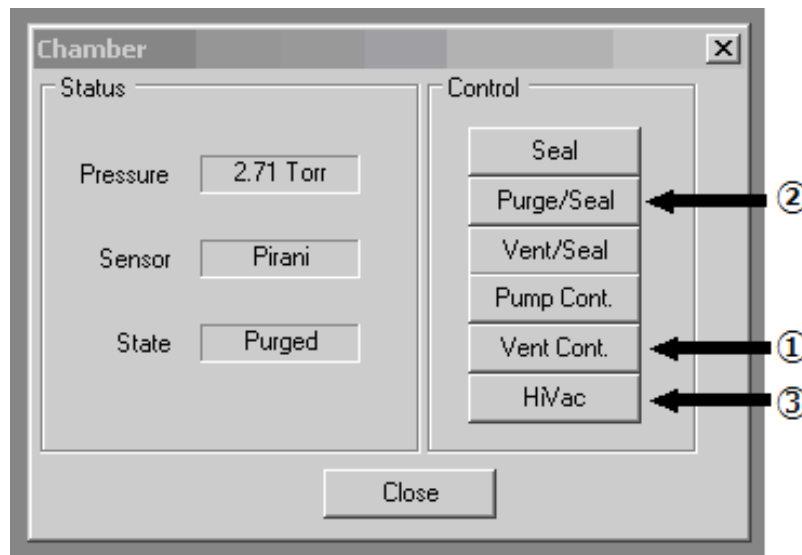 Chamber
Status
Pressure 2.71 Torr
Sensor Pirani
State Purged
Control
Seal
Purge/Seal ②
Vent/Seal
Pump Cont.
Vent Cont. ①
HiVac ③
Close